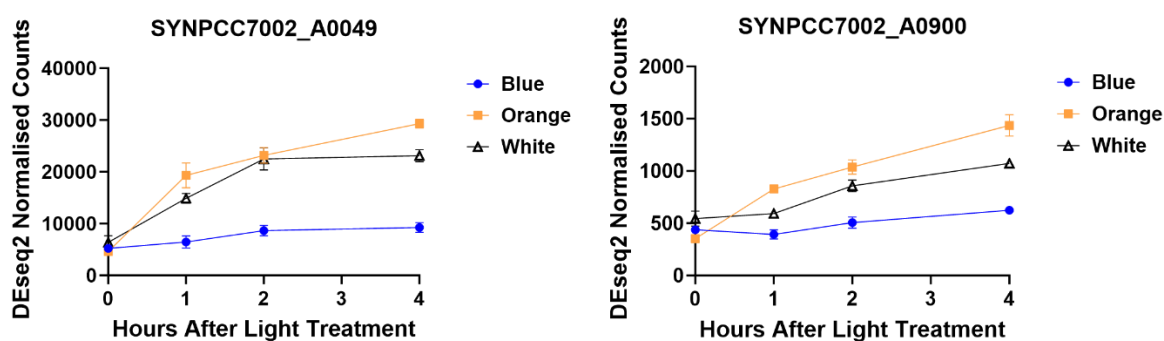 SYNPCC7002_A0049
DEseq2 Normalised Counts
40000
30000
20000
10000
0
0 1 2 3 4
Hours After Light Treatment
Blue
Orange
White
SYNPCC7002_A0900
DEseq2 Normalised Counts
2000
1500
1000
500
0
0 1 2 3 4
Hours After Light Treatment
Blue
Orange
White